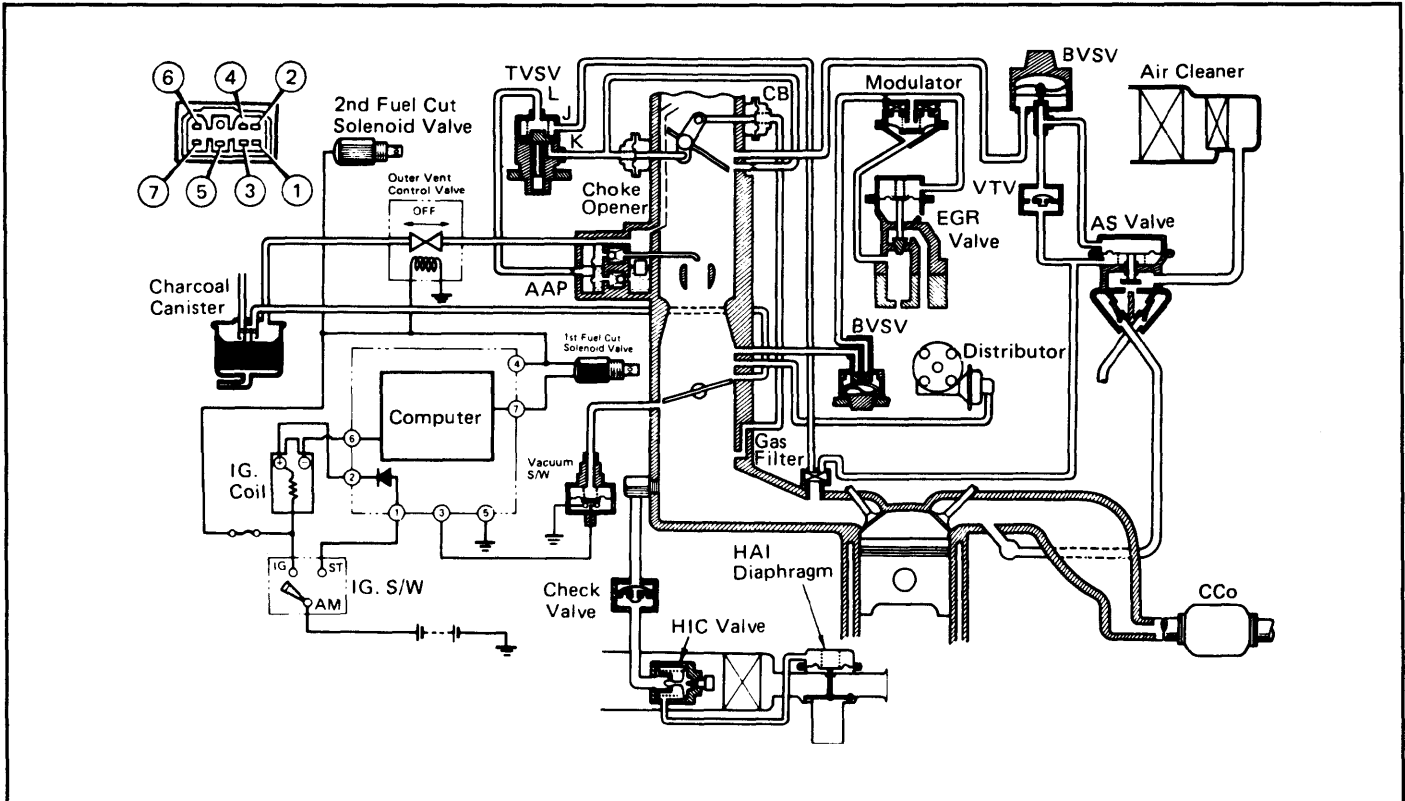 6
4
2
7
5
3
1
2nd Fuel Cut
Solenoid Valve
TVSV
L
J
K
CB
Modulator
BVSV
Air Cleaner
Outer Vent
Control Valve
OFF
Choke
Opener
EGR
Valve
VTV
AS Valve
AAP
Charcoal
Canister
1st Fuel Cut
Solenoid Valve
BVSV
Distributor
4
Computer
7
6
2
1
3
5
IG.
Coil
+
−
Vacuum
S/W
Gas
Filter
IG
ST
IG. S/W
AM
Check
Valve
HIC Valve
HAI
Diaphragm
CCo